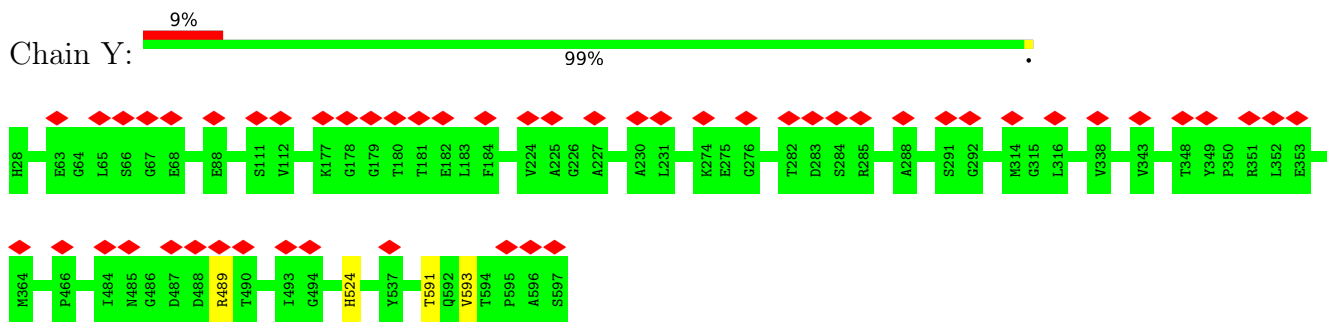 9%
Chain Y:
99%
.
H28 E63 G64 L65 S66 G67 E68 E88 S111 V112 K177 G178 G179 T180 T181 E182 L183 F184 V224 A225 G226 A227 A230 L231 K274 E275 G276 T282 D283 S284 R285 A288 S291 G292 M314 G315 L316 V338 V343 T348 Y349 P350 R351 L352 E353
M364 P466 I484 N485 G486 D487 D488 R489 T490 I493 G494 Y537 H524 T591 Q592 V593 T594 P595 A596 S597